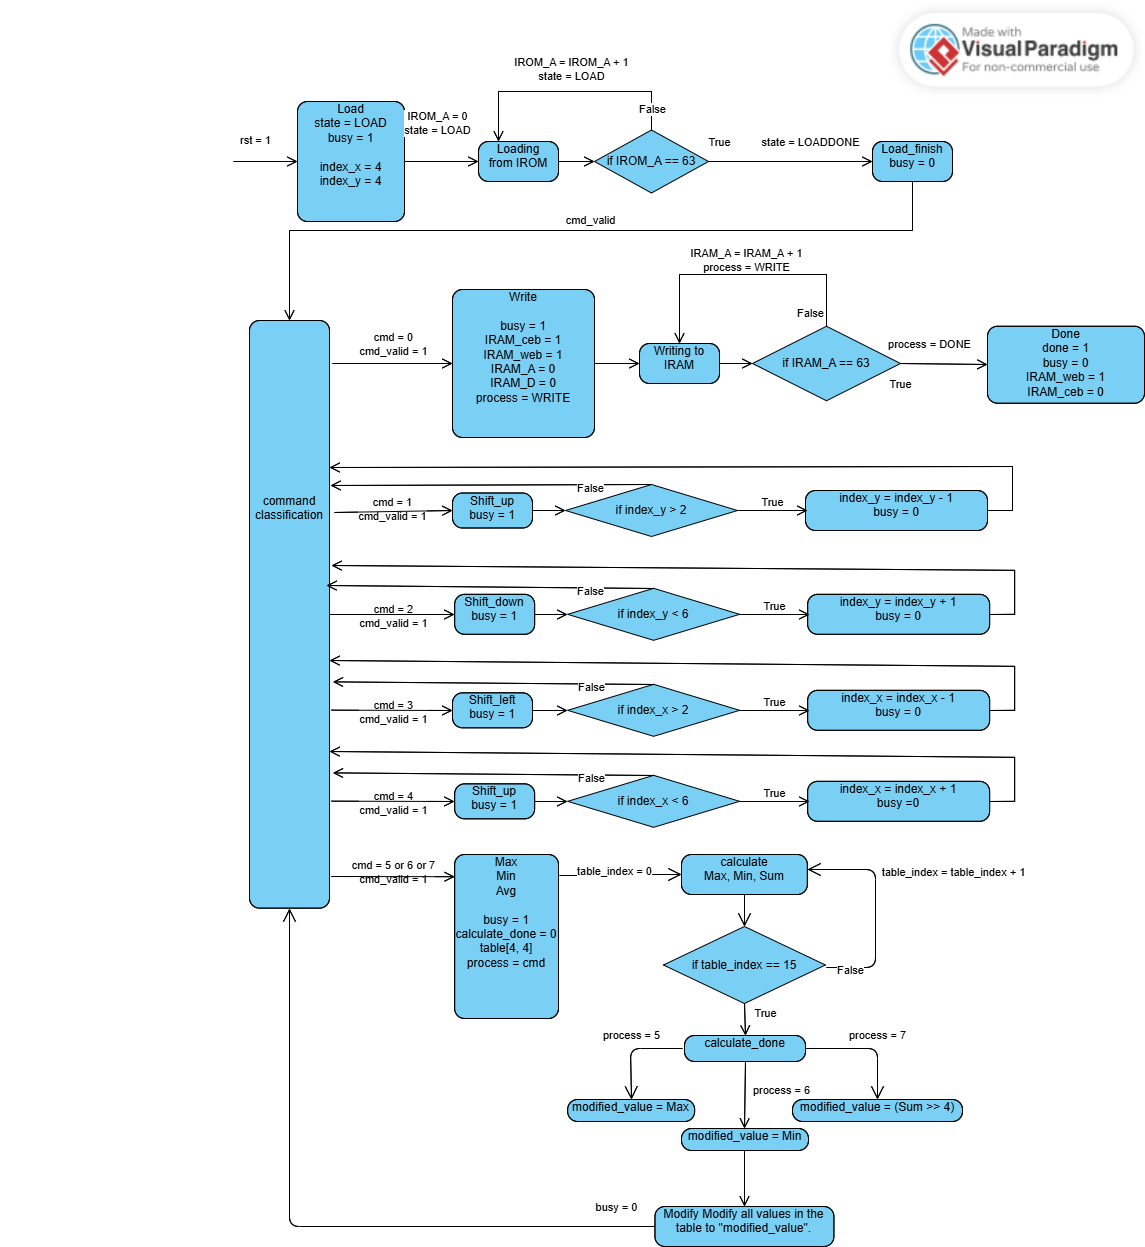 Made with
VisualParadigm
For non-commercial use
IROM_A = IROM_A + 1
state = LOAD
False
rst = 1
Load
state = LOAD
busy = 1
index_x = 4
index_y = 4
IROM_A = 0
state = LOAD
Loading
from IROM
if IROM_A == 63
True
state = LOADDONE
Load_finish
busy = 0
cmd_valid
command
classification
cmd = 0
cmd_valid = 1
Write
busy = 1
IRAM_ceb = 1
IRAM_web = 1
IRAM_A = 0
IRAM_D = 0
process = WRITE
IRAM_A = IRAM_A + 1
process = WRITE
False
Writing to
IRAM
if IRAM_A == 63
process = DONE
True
Done
done = 1
busy = 0
IRAM_web = 1
IRAM_ceb = 0
cmd = 1
cmd_valid = 1
Shift_up
busy = 1
False
if index_y > 2
True
index_y = index_y - 1
busy = 0
cmd = 2
cmd_valid = 1
Shift_down
busy = 1
False
if index_y < 6
True
index_y = index_y + 1
busy = 0
cmd = 3
cmd_valid = 1
Shift_left
busy = 1
False
if index_x > 2
True
index_x = index_x - 1
busy = 0
cmd = 4
cmd_valid = 1
Shift_up
busy = 1
False
if index_x < 6
True
index_x = index_x + 1
busy =0
cmd = 5 or 6 or 7
cmd_valid = 1
Max
Min
Avg
busy = 1
calculate_done = 0
table[4, 4]
process = cmd
table_index = 0
calculate
Max, Min, Sum
table_index = table_index + 1
if table_index == 15
False
True
calculate_done
process = 5
process = 7
process = 6
modified_value = Max
modified_value = (Sum >> 4)
modified_value = Min
busy = 0
Modify Modify all values in the
table to "modified_value".